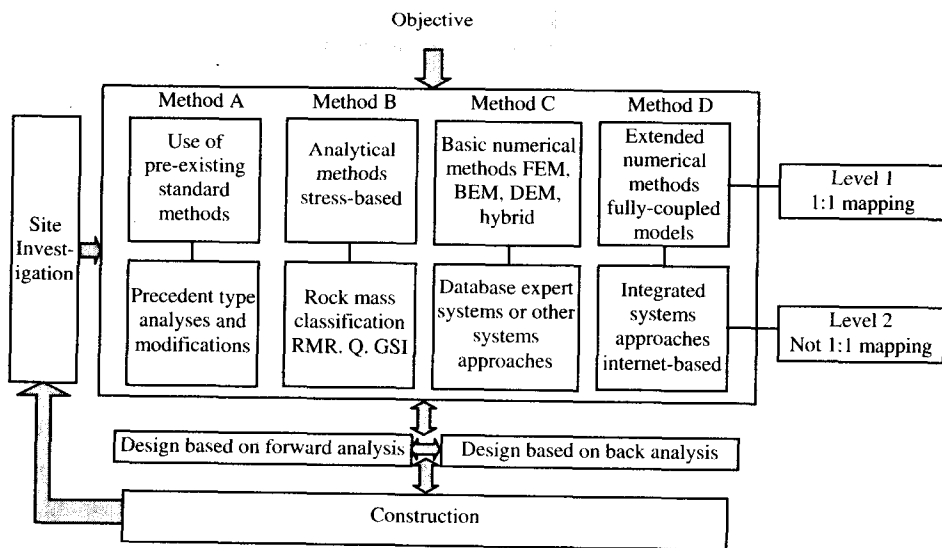 Objective
Method A
Method B
Method C
Method D
Use of
pre-existing
standard
methods
Analytical
methods
stress-based
Basic numerical
methods FEM,
BEM, DEM,
hybrid
Extended
numerical
methods
fully-coupled
models
Level 1
1:1 mapping
Site
Invest-
igation
Precedent type
analyses and
modifications
Rock mass
classification
RMR. Q. GSI
Database expert
systems or other
systems
approaches
Integrated
systems
approaches
internet-based
Level 2
Not 1:1 mapping
Design based on forward analysis
Design based on back analysis
Construction